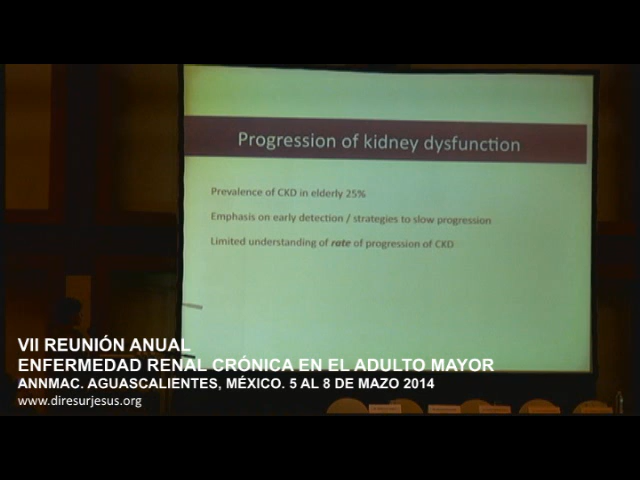 Progression of kidney dysfunction
Prevalence of CKD in elderly 25%
Emphasis on early detection / strategies to slow progression
Limited understanding of rate of progression of CKD
VII REUNIÓN ANUAL
ENFERMEDAD RENAL CRÓNICA EN EL ADULTO MAYOR
ANNMAC. AGUASCALIENTES, MÉXICO. 5 AL 8 DE MAZO 2014
www.diresurjesus.org